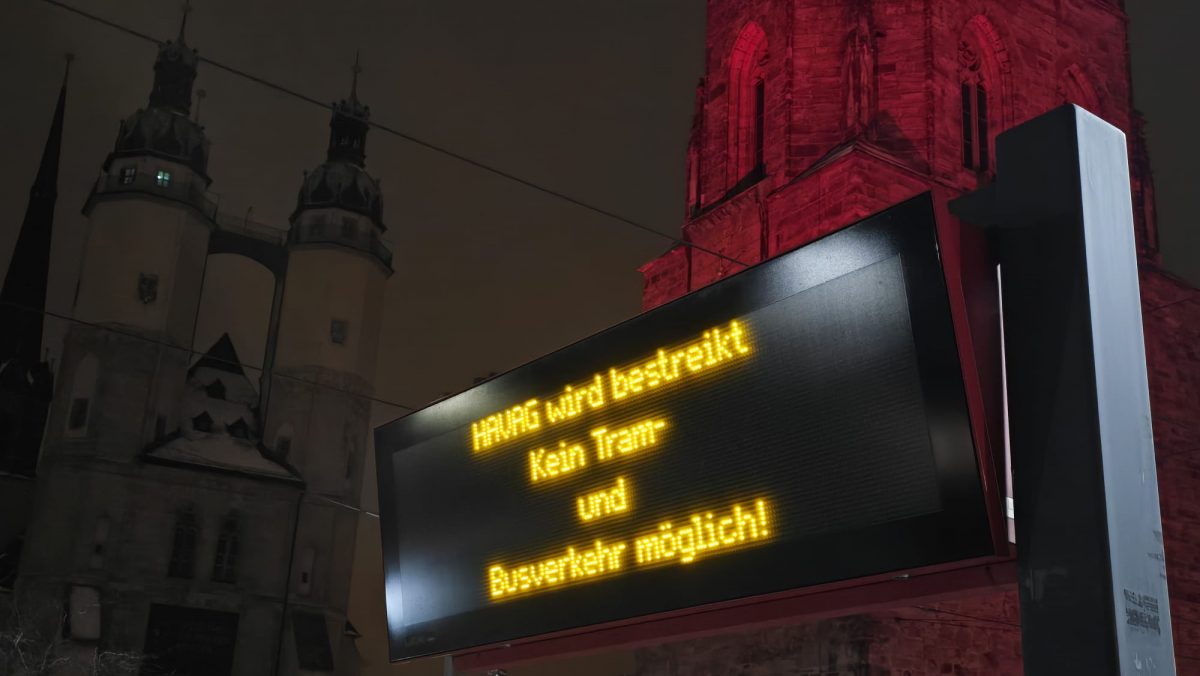 HAVAG wird bestreikt
Kein Tram-
und
Busverkehr möglich!